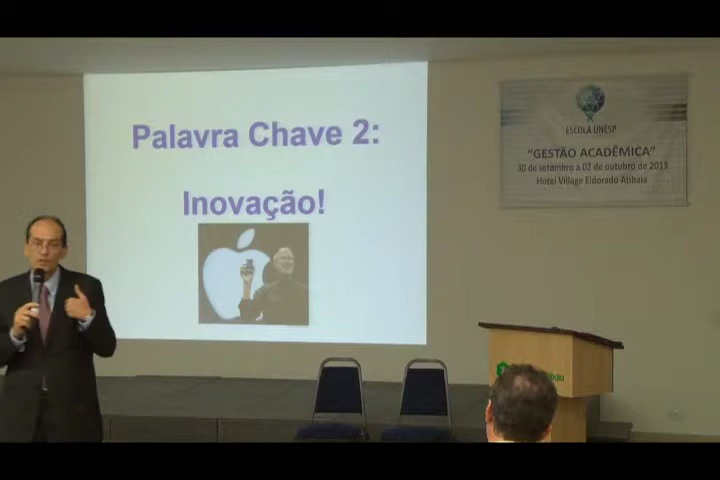 Palavra Chave 2:
Inovação!
ESCOLA UNESP
“GESTÃO ACADÊMICA”
30 de setembro a 02 de outubro de 2013
Hotel Village Eldorado Atibaia